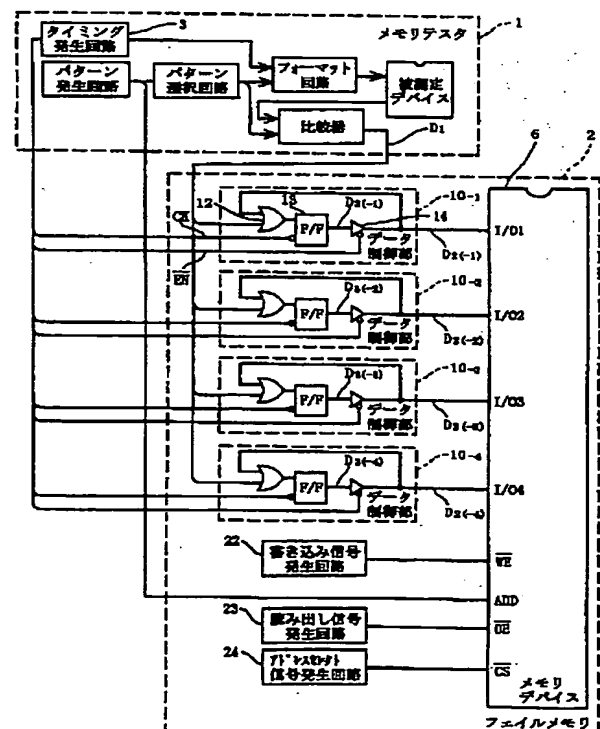 3
1
タイミング
発生回路
メモリテスタ
パターン
発生回路
パターン
選択回路
フォーマット
回路
被測定
デバイス
比較器
D1
6
2
12
13
F/F
D2(-1)
14
10-1
データ
制御部
CK
EN
I/O1
D2(-1)
F/F
D2(-2)
10-2
データ
制御部
I/O2
D2(-2)
F/F
D2(-3)
データ
制御部
I/O3
D2(-3)
F/F
D2(-4)
10-4
データ
制御部
I/O4
D2(-4)
22
書き込み信号
発生回路
WE
ADD
23
読み出し信号
発生回路
OE
24
アドレスセレクト
信号発生回路
CS
メモリ
デバイス
フェイルメモリ